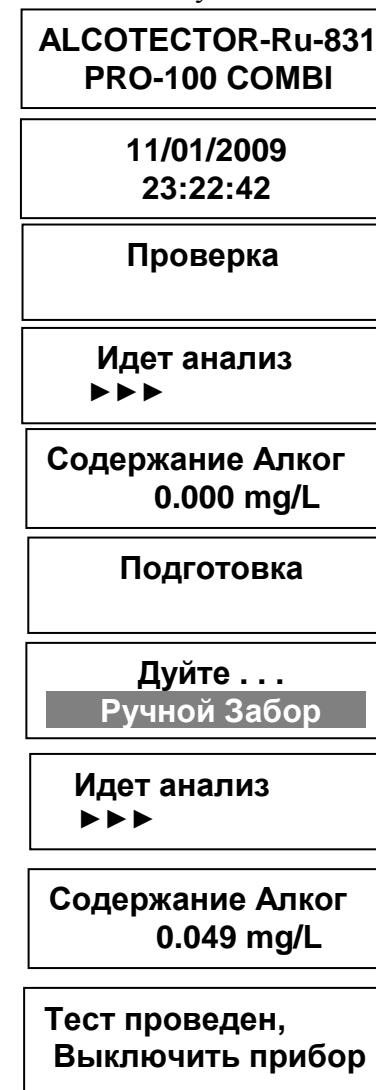 ALCOTECTOR-Ru-831
PRO-100 COMBI
11/01/2009
23:22:42
Проверка
Идет анализ
►►►
Содержание Алког
0.000 mg/L
Подготовка
Дуйте . . .
Ручной Забор
Идет анализ
►►►
Содержание Алког
0.049 mg/L
Тест проведен,
Выключить прибор